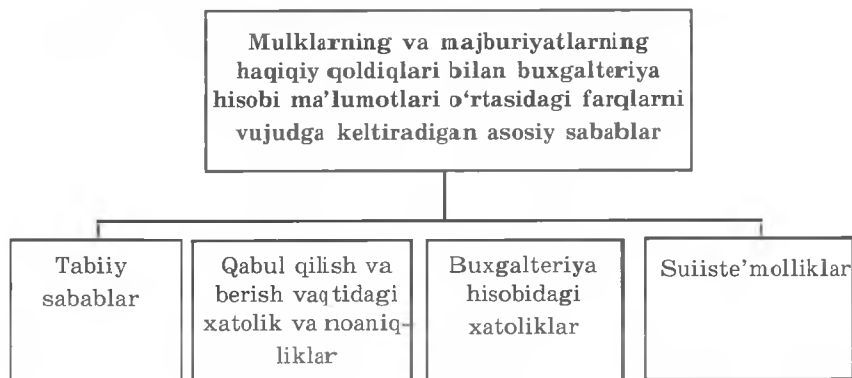 Mulklarning va majburiyatlarning
haqiqiy qoldiqlari bilan buxgalteriya
hisobi ma'lumotlari o‘rtasidagi farqlarni
vujudga keltiradigan asosiy sabablar
Tabiiy
sabablar
Qabul qilish va
berish vaqtidagi
xatolik va noaniq-
liklar
Buxgalteriya
hisobidagi
xatoliklar
Suiiste'molliklar